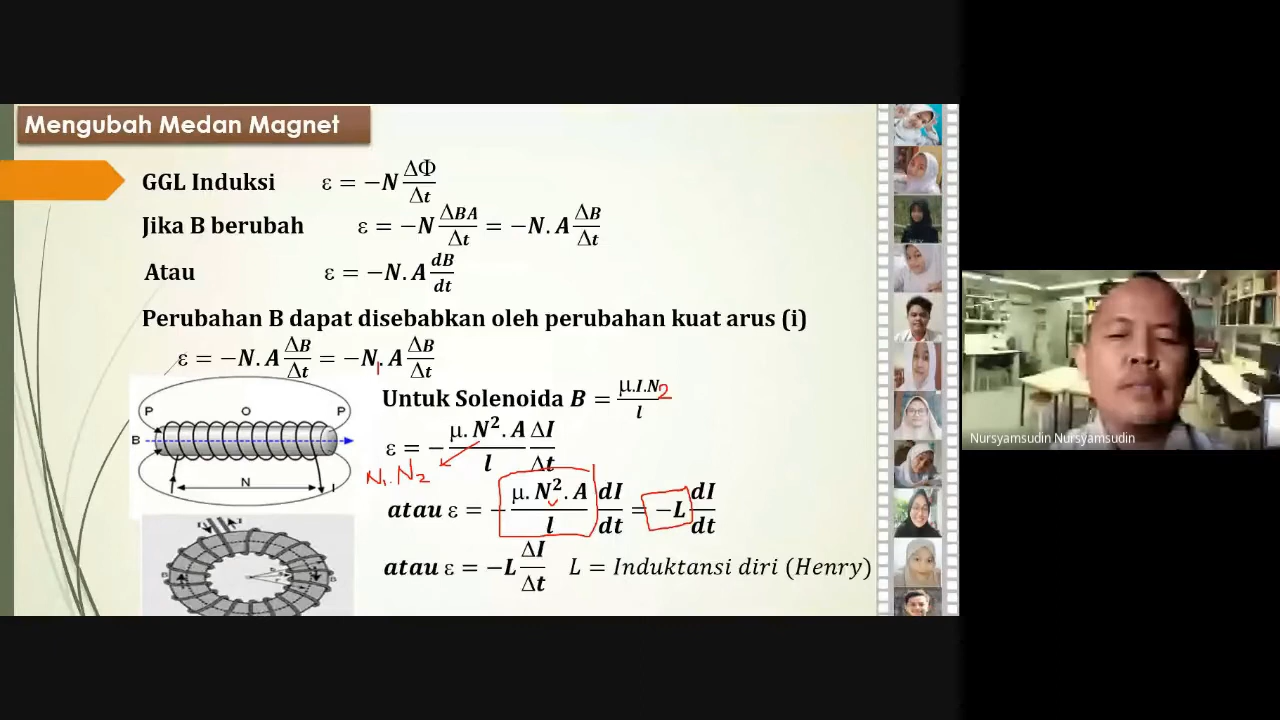 Mengubah Medan Magnet
GGL Induksi ε = −N ΔΦ/Δt
Jika B berubah ε = −N ΔBA/Δt = −N. A ΔB/Δt
Atau ε = −N. A dB/dt
Perubahan B dapat disebabkan oleh perubahan kuat arus (i)
ε = −N. A ΔB/Δt = −N. A ΔB/Δt
1
Untuk Solenoida B = μ.I.N/l
2
ε = − μ. N². A/l ΔI/Δt
N₁. N₂
atau ε = − μ. N². A/l dI/dt = −L dI/dt
atau ε = −L ΔI/Δt L = Induktansi diri (Henry)
P O P
B
N I
Nursyamsudin Nursyamsudin